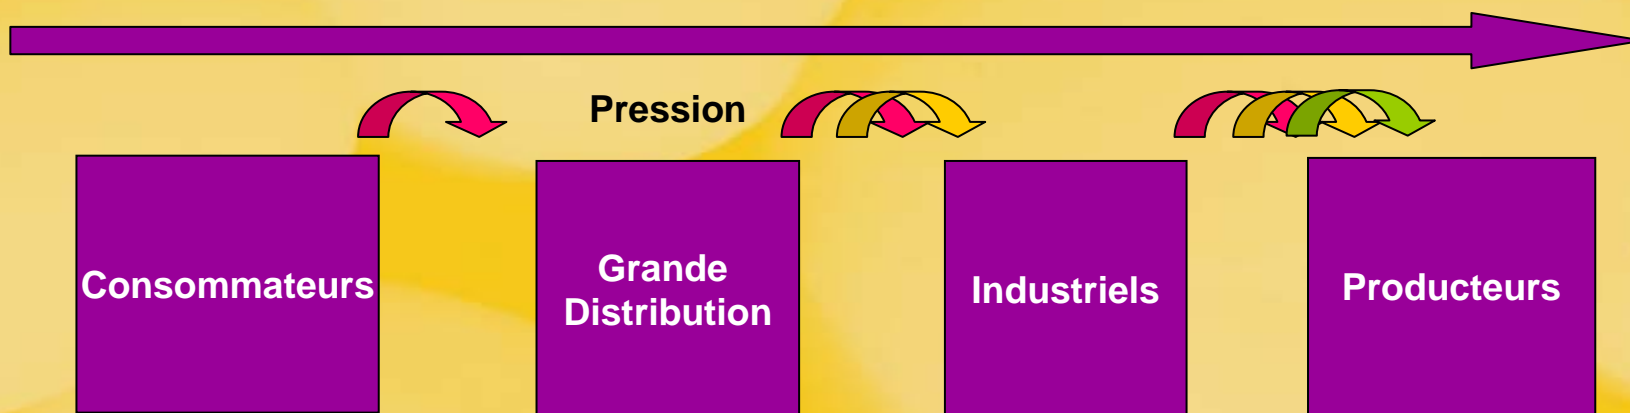 Pression
Consommateurs
Grande
Distribution
Industriels
Producteurs